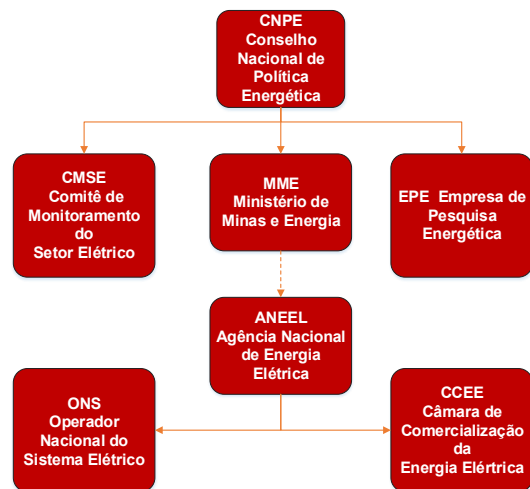 CNPE
Conselho
Nacional de
Política
Energética
CMSE
Comitê de
Monitoramento
do
Setor Elétrico
MME
Ministério de
Minas e Energia
EPE  Empresa de
Pesquisa
Energética
ANEEL
Agência Nacional
de Energia
Elétrica
ONS
Operador
Nacional do
Sistema Elétrico
CCEE
Câmara de
Comercialização
da
Energia Elértrica